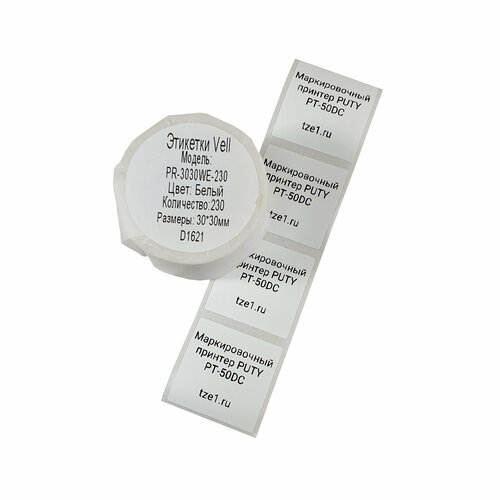 Этикетки Vell
Модель:
PR-3030WE-230
Цвет: Белый
Количество:230
Размеры: 30*30мм
D1621
Маркировочный
принтер PUTY
PT-50DC
tze1.ru
Маркировочный
принтер PUTY
PT-50DC
tze1.ru
ркировочный
интер PUTY
PT-50DC
tze1.ru
Маркировочный
принтер PUTY
PT-50DC
tze1.ru